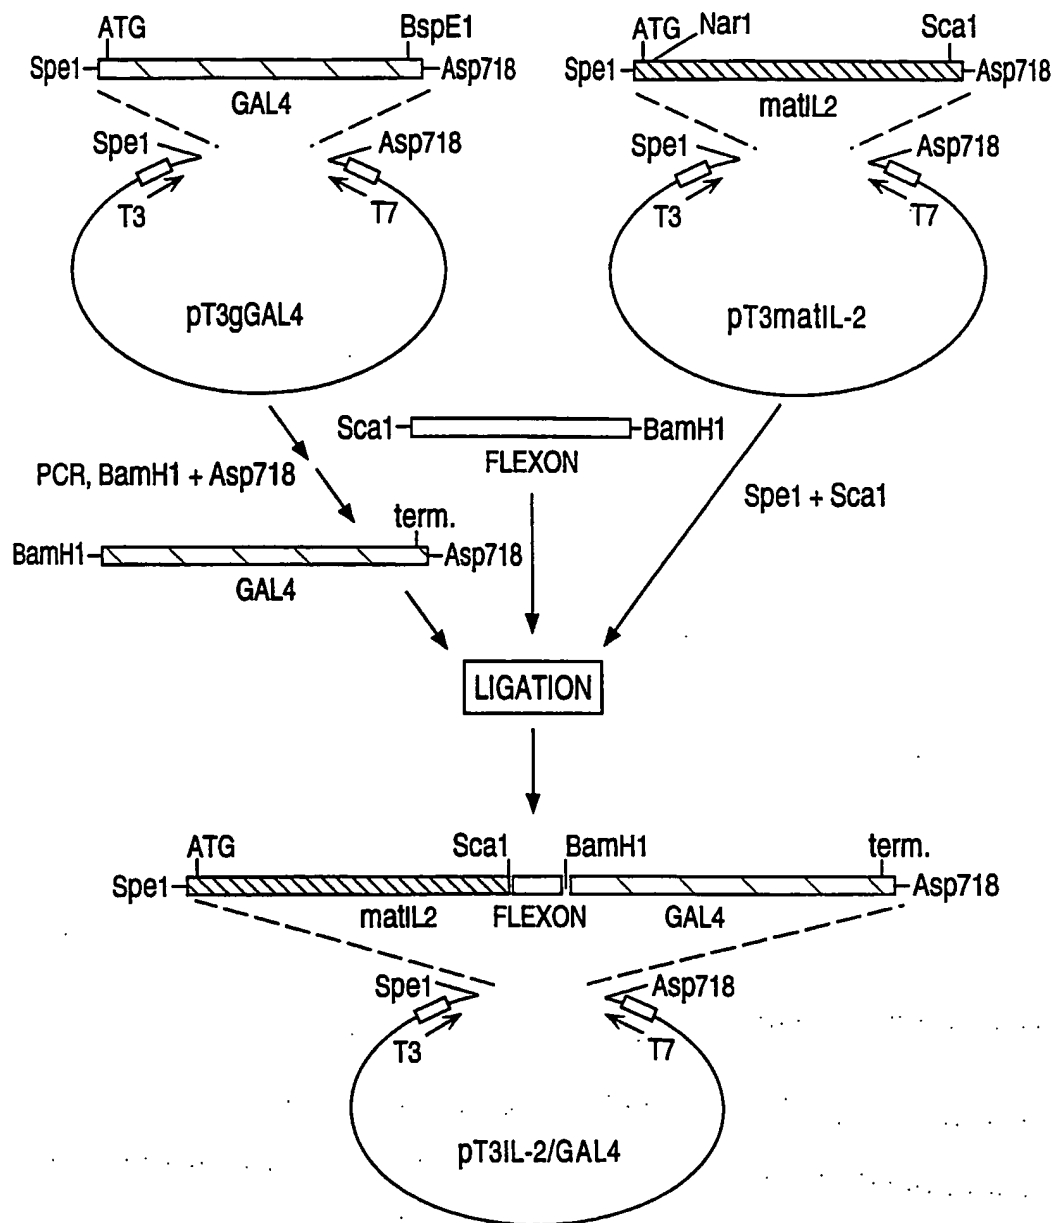 ATG BspE1
Spe1 Asp718
GAL4
Spe1 Asp718
T3 T7
pT3gGAL4
ATG Nar1 Sca1
Spe1 Asp718
matIL2
Spe1 Asp718
T3 T7
pT3matIL-2
Sca1 BamH1
FLEXON
PCR, BamH1 + Asp718
Spe1 + Sca1
term.
BamH1 Asp718
GAL4
LIGATION
ATG Sca1 BamH1 term.
Spe1 Asp718
matIL2 FLEXON GAL4
Spe1 Asp718
T3 T7
pT3IL-2/GAL4